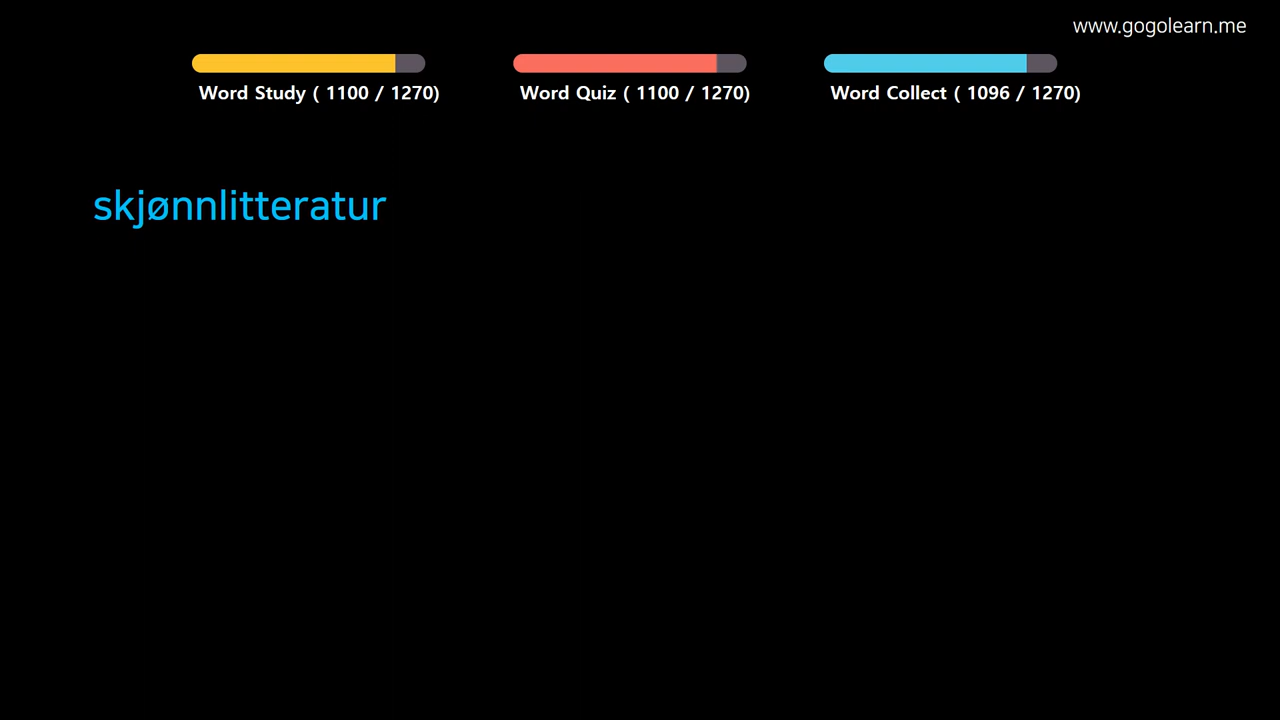 www.gogolearn.me
Word Study ( 1100 / 1270)
Word Quiz ( 1100 / 1270)
Word Collect ( 1096 / 1270)
skjønnlitteratur